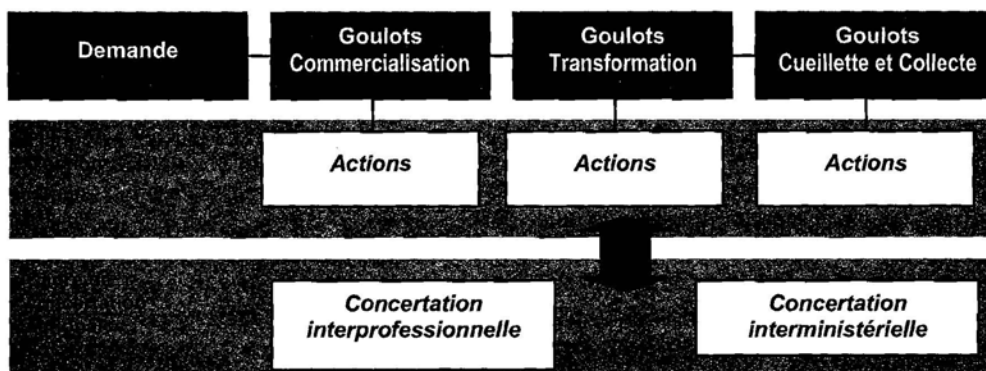 Demande
Goulots
Commercialisation
Goulots
Transformation
Goulots
Cueillette et Collecte
Actions
Actions
Actions
Concertation
interprofessionnelle
Concertation
interministérielle